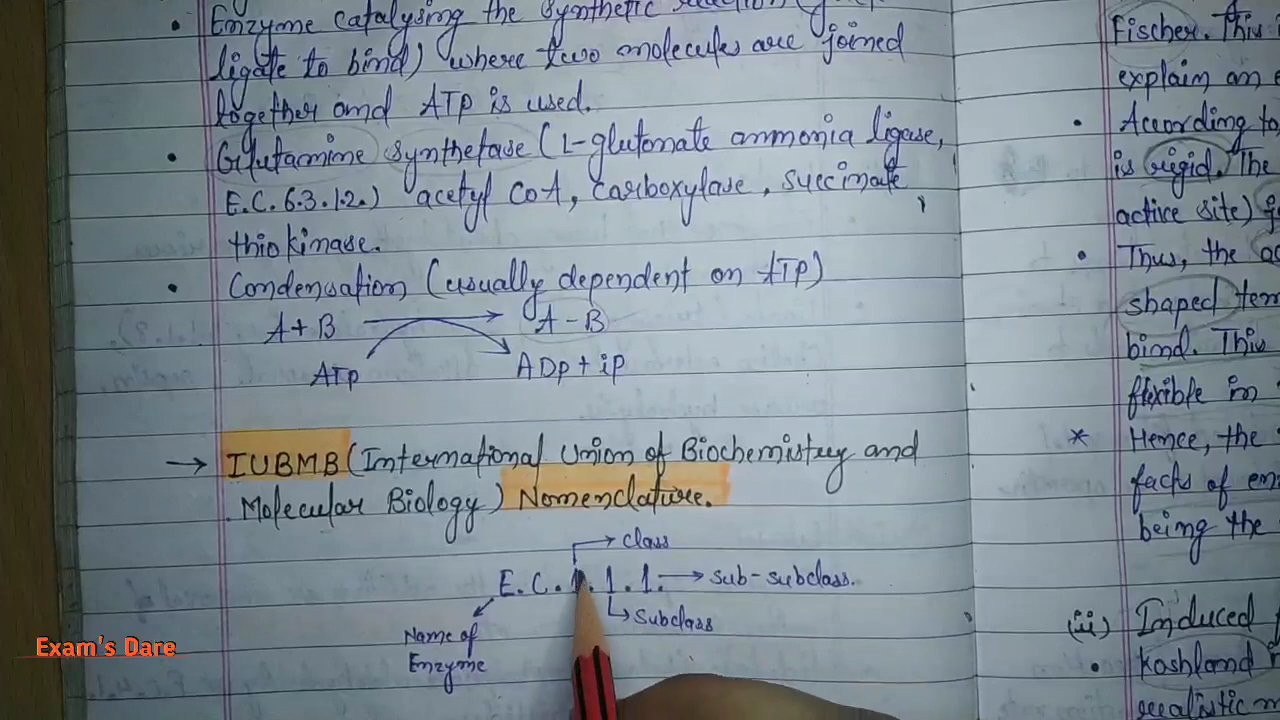 Enzyme catalysing the synthetic reaction
ligate to bind) where two molecules are joined
together and ATP is used.
Glutamine synthetase (L-glutomate ammonia ligase,
E.C. 6.3.1.2.) acetyl CoA, carboxylase, succinate
thiokinase.
Condensation (usually dependent on ATP)
A+B → A-B
ATP ADP + iP
→ IUBMB (International Union of Biochemistry and
Molecular Biology) Nomenclature.
→ class
E.C.1.1.1. → sub-subclass.
Subclass
Name of
Enzyme
Exam's Dare
Fischer. This
explain an
According to
is rigid. The
active site)
Thus, the
shaped
bind. This
flexible in
* Hence, the
facts of
being the
(ii) Induced
Koshland
realistic